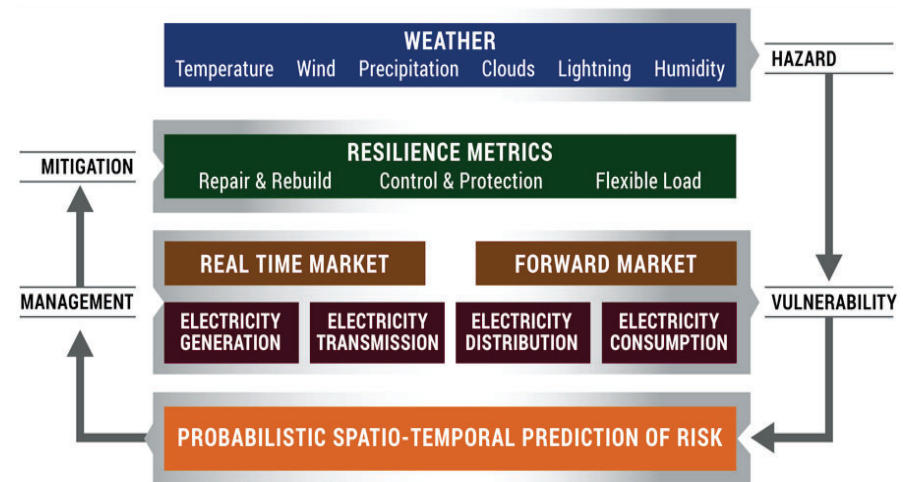 WEATHER
Temperature Wind Precipitation Clouds Lightning Humidity
HAZARD
MITIGATION
RESILIENCE METRICS
Repair & Rebuild Control & Protection Flexible Load
REAL TIME MARKET
FORWARD MARKET
MANAGEMENT
VULNERABILITY
ELECTRICITY
GENERATION
ELECTRICITY
TRANSMISSION
ELECTRICITY
DISTRIBUTION
ELECTRICITY
CONSUMPTION
PROBABILISTIC SPATIO-TEMPORAL PREDICTION OF RISK